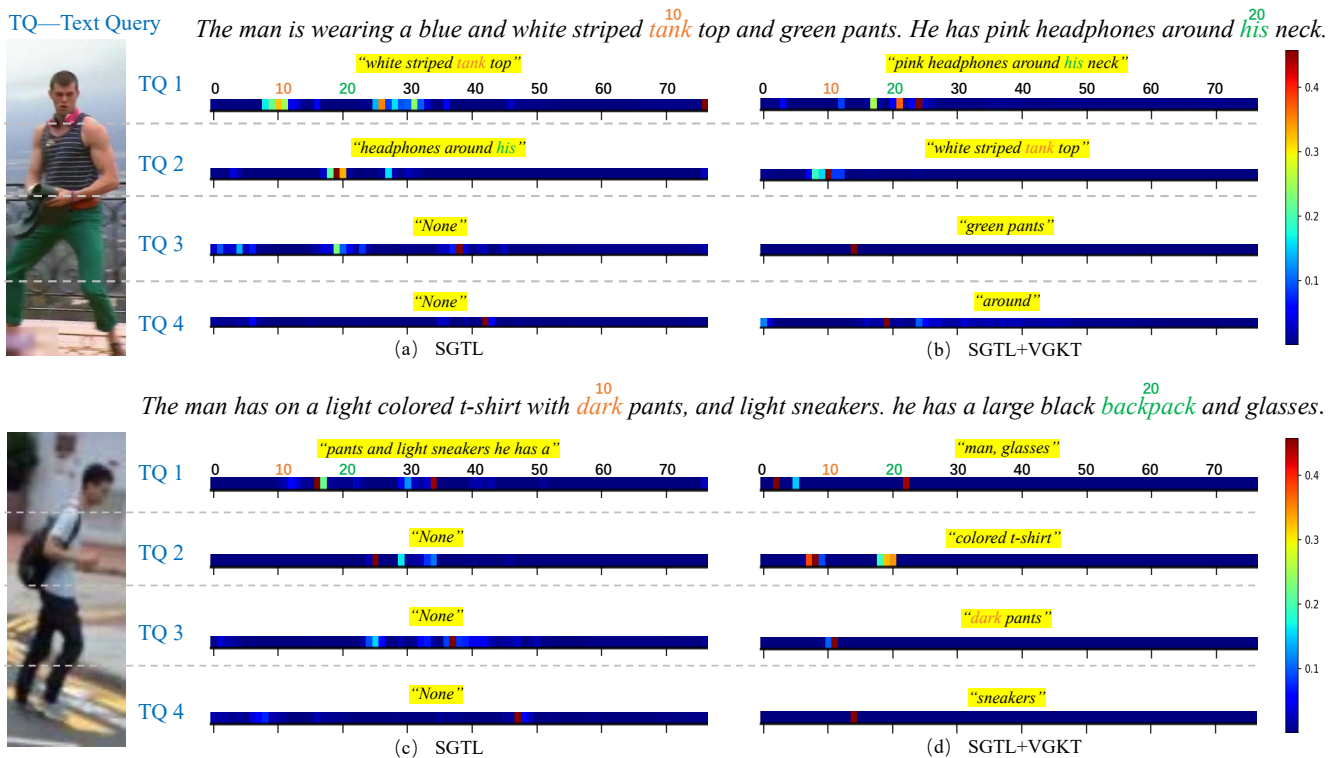 TQ—Text Query
10 20
The man is wearing a blue and white striped tank top and green pants. He has pink headphones around his neck.
TQ 1
“white striped tank top”
0 10 20 30 40 50 60 70
“pink headphones around his neck”
0 10 20 30 40 50 60 70
0.4
0.3
0.2
0.1
TQ 2
“headphones around his”
“white striped tank top”
TQ 3
“None”
“green pants”
TQ 4
“None”
“around”
(a) SGTL
(b) SGTL+VGKT
10 20
The man has on a light colored t-shirt with dark pants, and light sneakers. he has a large black backpack and glasses.
TQ 1
“pants and light sneakers he has a”
0 10 20 30 40 50 60 70
“man, glasses”
0 10 20 30 40 50 60 70
0.4
0.3
0.2
0.1
TQ 2
“None”
“colored t-shirt”
TQ 3
“None”
“dark pants”
TQ 4
“None”
“sneakers”
(c) SGTL
(d) SGTL+VGKT